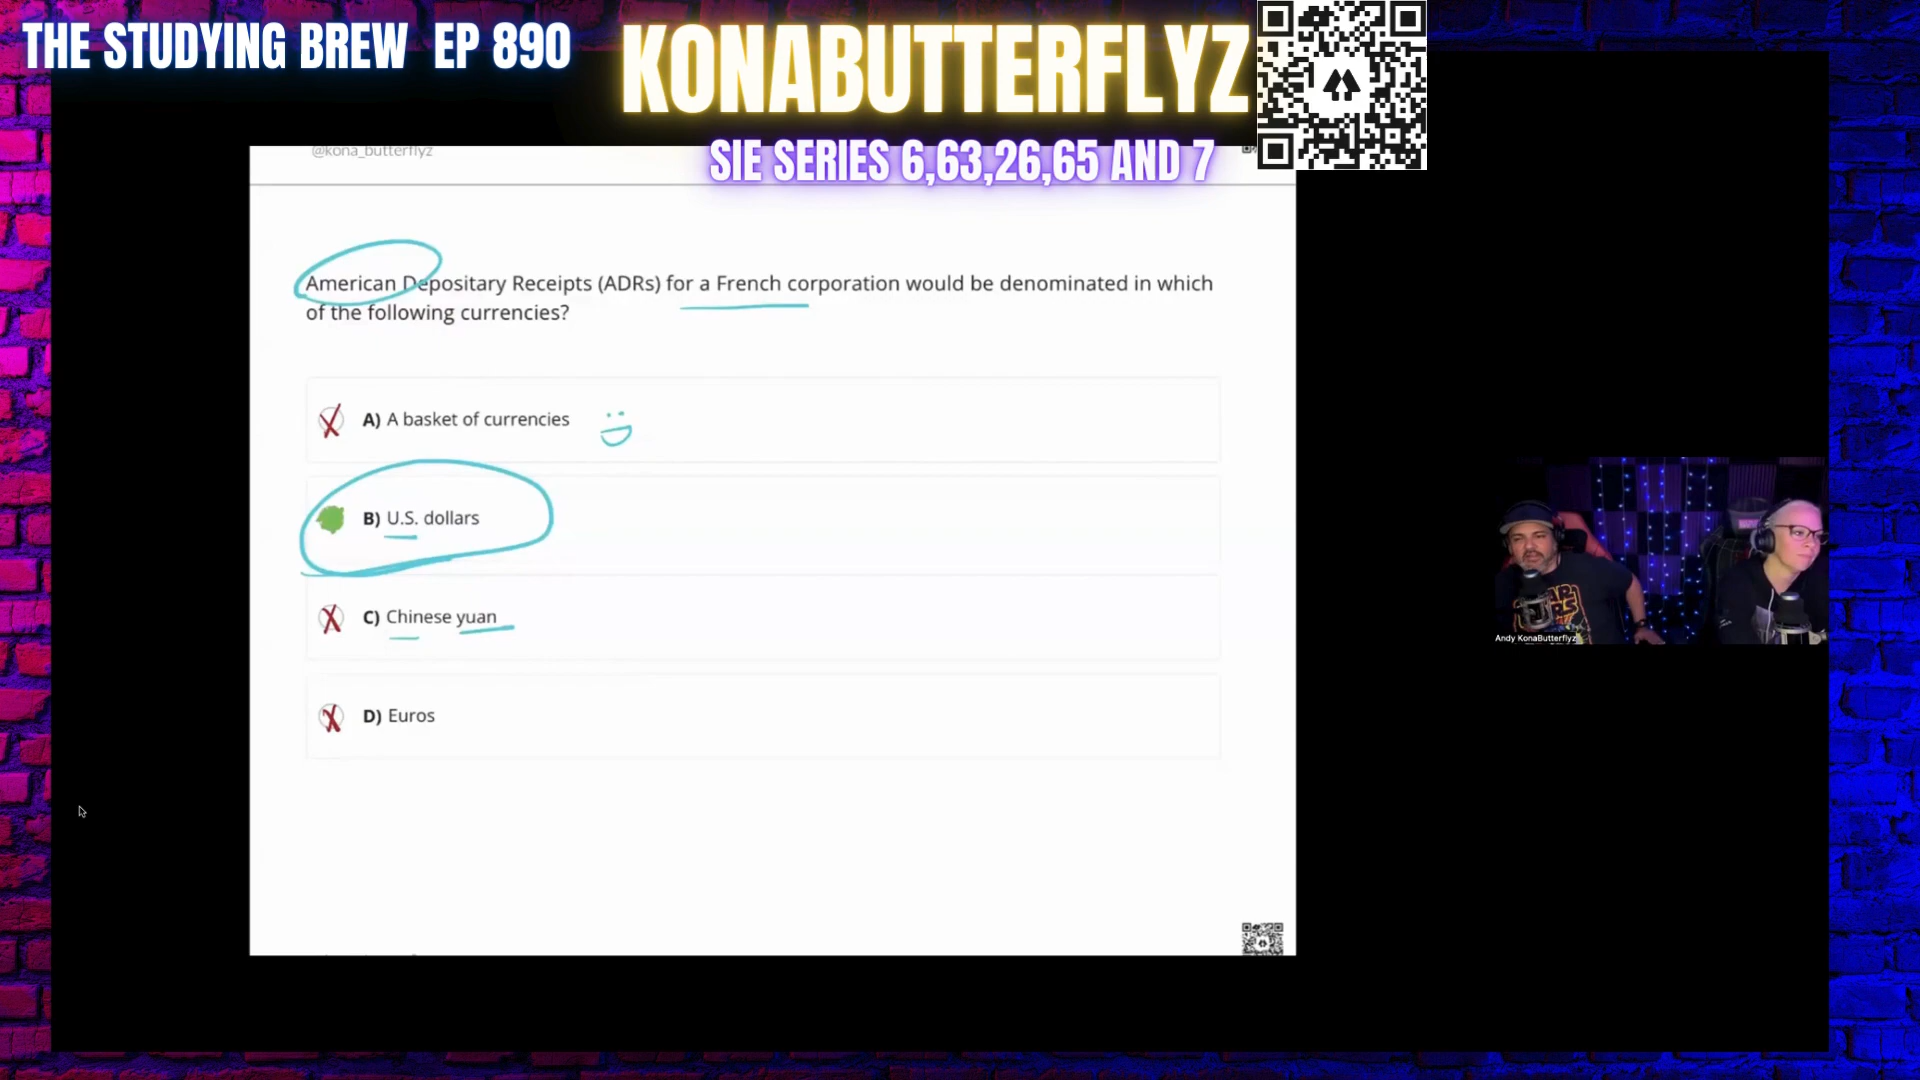 THE STUDYING BREW EP 890
KONABUTTERFLYZ
SIE SERIES 6,63,26,65 AND 7
@kona_butterflyz
American Depositary Receipts (ADRs) for a French corporation would be denominated in which
of the following currencies?
A) A basket of currencies
B) U.S. dollars
C) Chinese yuan
D) Euros
Andy KonaButterflyz